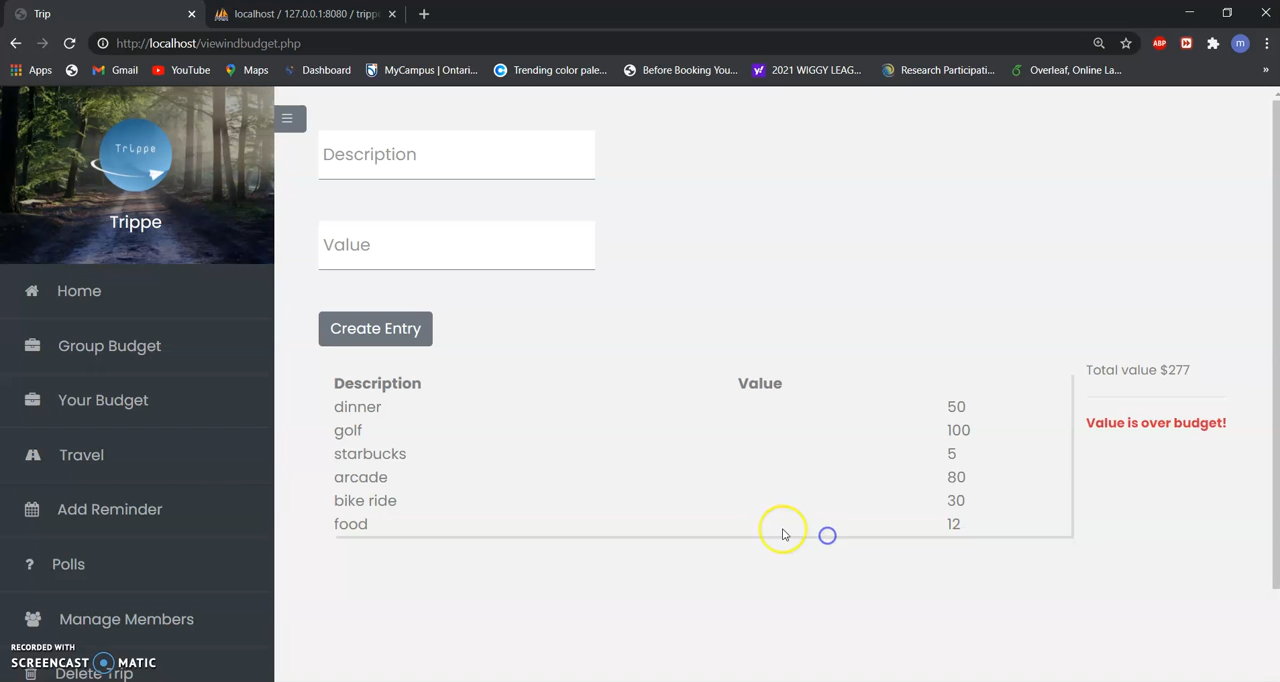 Trip
localhost / 127.0.0.1:8080 / tripp
http://localhost/viewindbudget.php
ABP
m
Apps
Gmail
YouTube
Maps
Dashboard
MyCampus | Ontari...
Trending color pale...
Before Booking You...
2021 WIGGY LEAG...
Research Participati...
Overleaf, Online La...
»
Trippe
Trippe
Home
Group Budget
Your Budget
Travel
Add Reminder
Polls
Manage Members
Delete Trip
RECORDED WITH
SCREENCAST MATIC
Description
Value
Create Entry
Description Value
dinner 50
golf 100
starbucks 5
arcade 80
bike ride 30
food 12
Total value $277
Value is over budget!